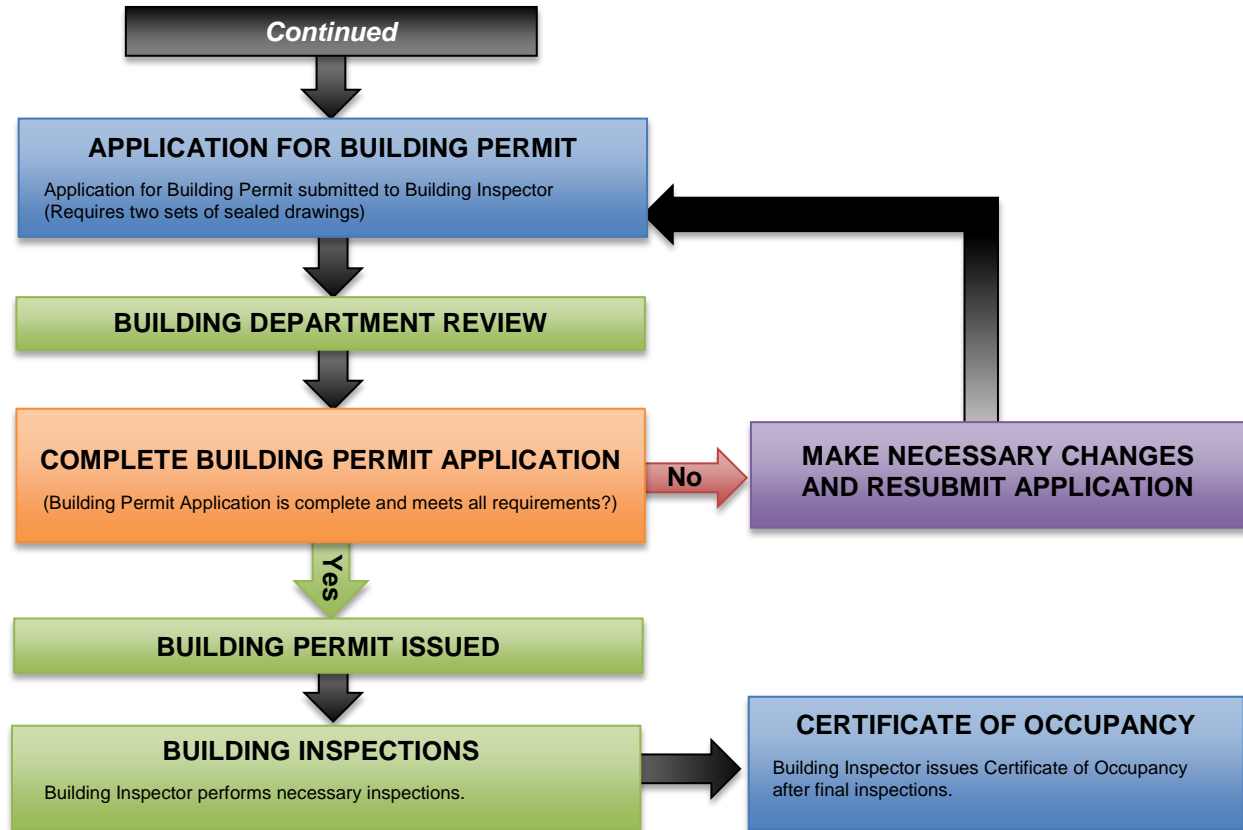 Continued
APPLICATION FOR BUILDING PERMIT
Application for Building Permit submitted to Building Inspector
(Requires two sets of sealed drawings)
BUILDING DEPARTMENT REVIEW
COMPLETE BUILDING PERMIT APPLICATION
(Building Permit Application is complete and meets all requirements?)
No
MAKE NECESSARY CHANGES
AND RESUBMIT APPLICATION
Yes
BUILDING PERMIT ISSUED
BUILDING INSPECTIONS
Building Inspector performs necessary inspections.
CERTIFICATE OF OCCUPANCY
Building Inspector issues Certificate of Occupancy
after final inspections.